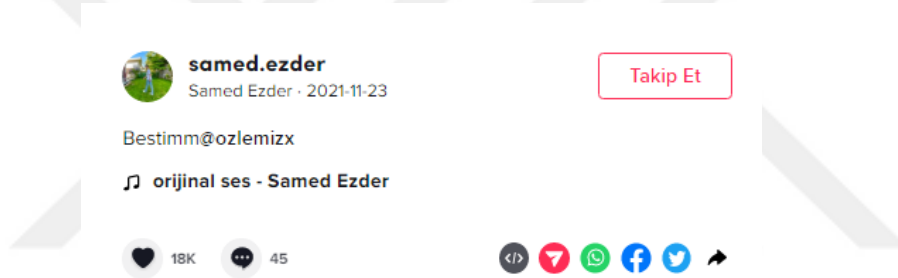 samed.ezder
Samed Ezder · 2021-11-23
Takip Et
Bestimm@ozlemizx
orijinal ses - Samed Ezder
18K
45